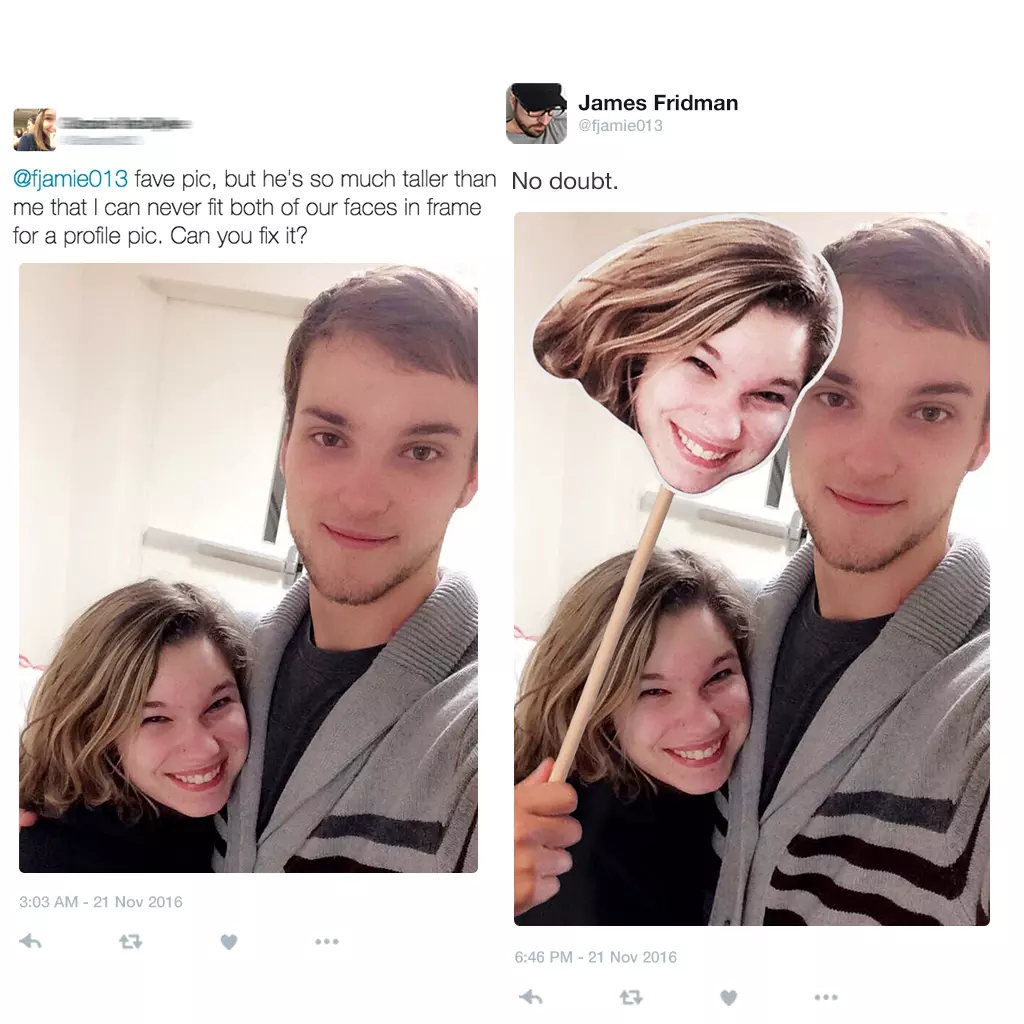 @fjamie013 fave pic, but he's so much taller than
me that I can never fit both of our faces in frame
for a profile pic. Can you fix it?
3:03 AM - 21 Nov 2016
James Fridman
@fjamie013
No doubt.
6:46 PM - 21 Nov 2016